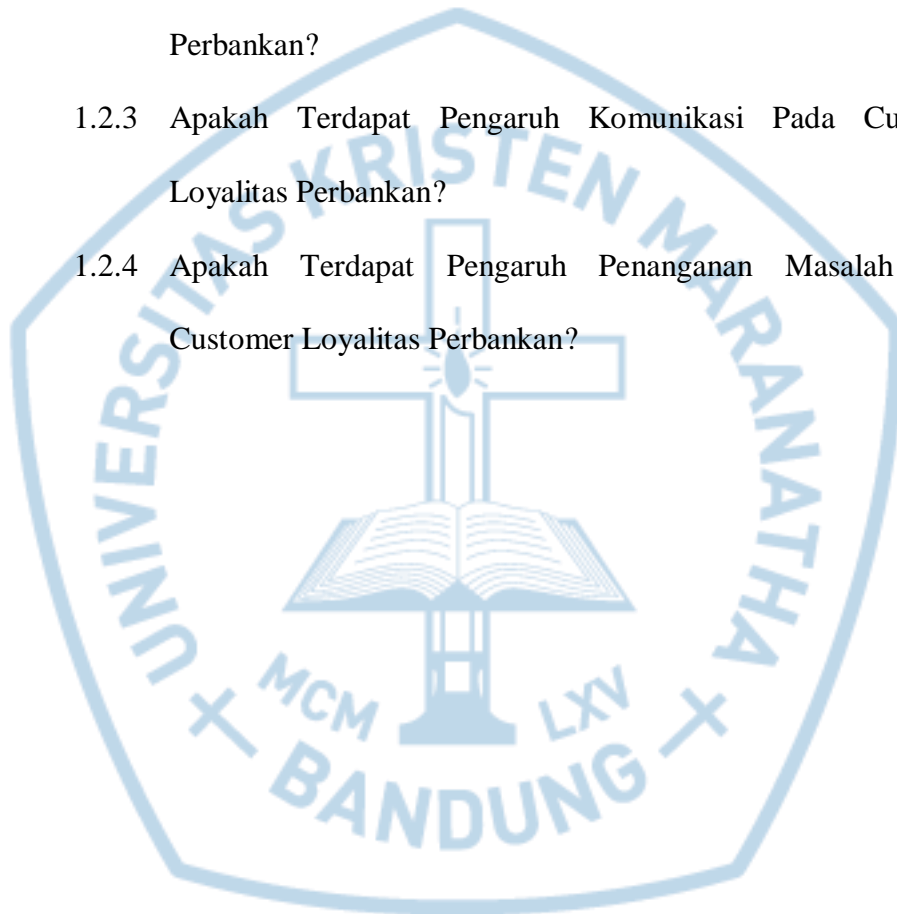 Perbankan?
1.2.3 Apakah Terdapat Pengaruh Komunikasi Pada Cu
Loyalitas Perbankan?
1.2.4 Apakah Terdapat Pengaruh Penanganan Masalah
Customer Loyalitas Perbankan?
UNIVERSITAS KRISTEN MARANATHA
MCM LXV
BANDUNG